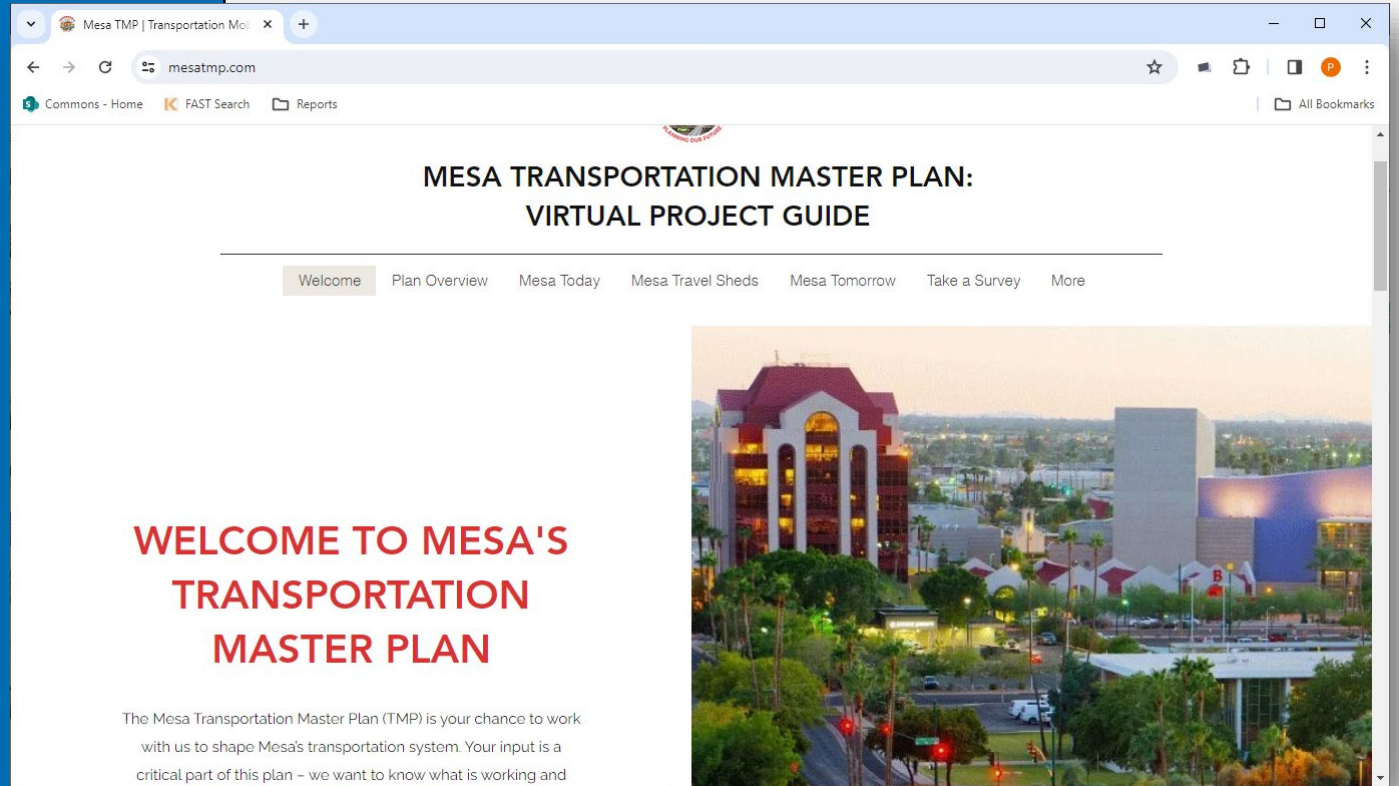 Mesa TMP | Transportation Mo
mesatmp.com
P
Commons - Home
FAST Search
Reports
All Bookmarks
PLANNING OUR FUTURE
MESA TRANSPORTATION MASTER PLAN:
VIRTUAL PROJECT GUIDE
Welcome
Plan Overview
Mesa Today
Mesa Travel Sheds
Mesa Tomorrow
Take a Survey
More
WELCOME TO MESA'S
TRANSPORTATION
MASTER PLAN
The Mesa Transportation Master Plan (TMP) is your chance to work
with us to shape Mesa's transportation system. Your input is a
critical part of this plan – we want to know what is working and
B